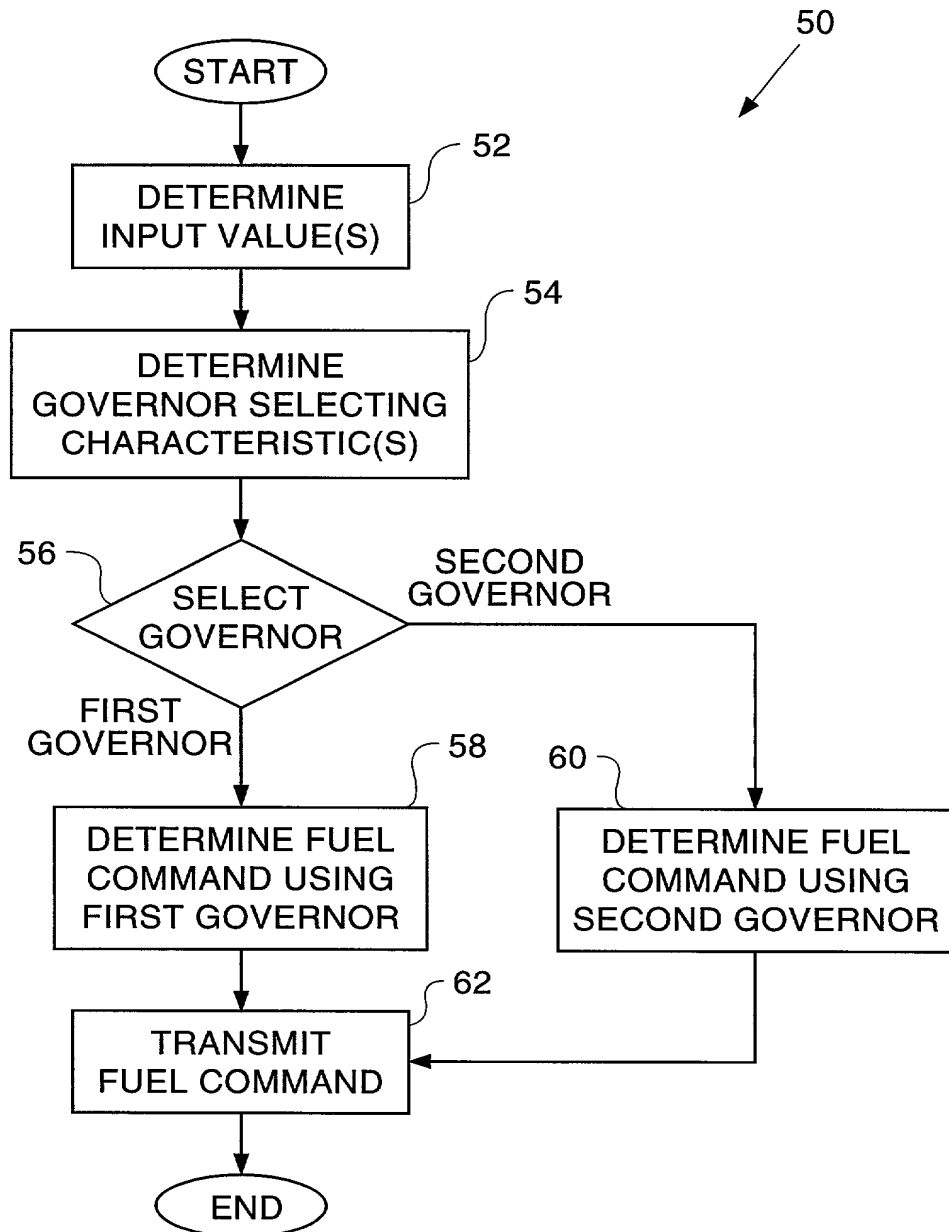 50
START
52
DETERMINE
INPUT VALUE(S)
54
DETERMINE
GOVERNOR SELECTING
CHARACTERISTIC(S)
56
SELECT
GOVERNOR
SECOND
GOVERNOR
FIRST
GOVERNOR
58
DETERMINE FUEL
COMMAND USING
FIRST GOVERNOR
60
DETERMINE FUEL
COMMAND USING
SECOND GOVERNOR
62
TRANSMIT
FUEL COMMAND
END